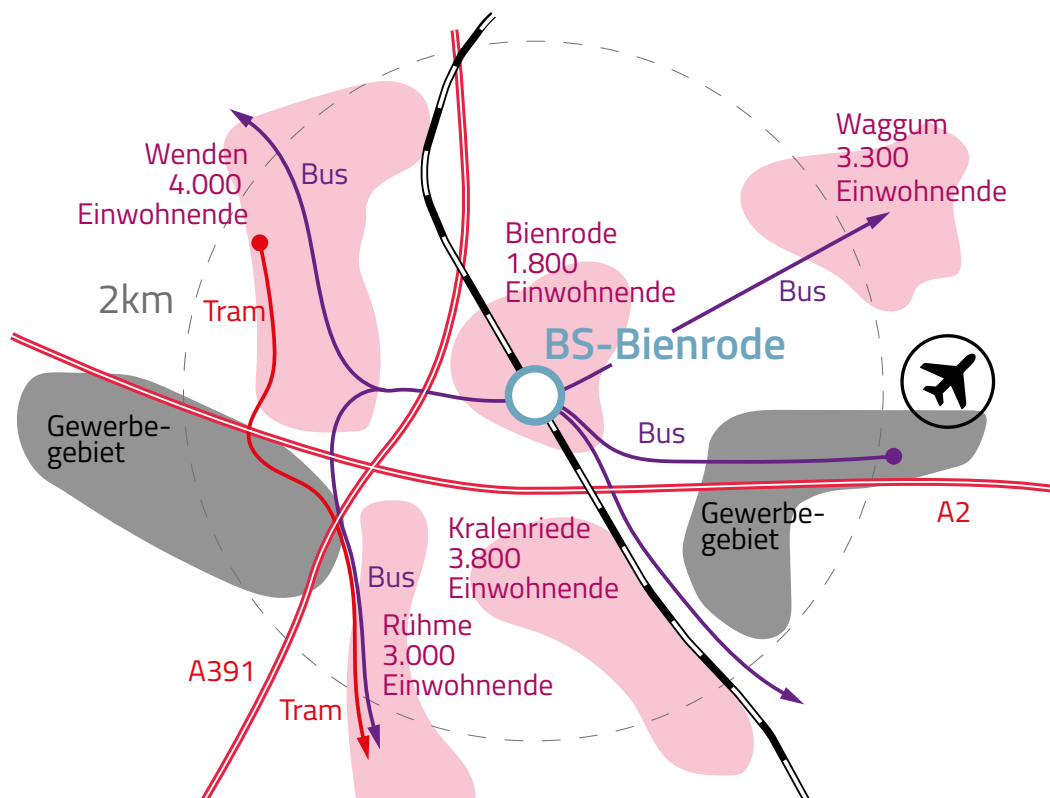 Waggum
3.300
Einwohnende
Wenden
4.000
Einwohnende
Bus
Bienrode
1.800
Einwohnende
Bus
2km
Tram
BS-Bienrode
Gewerbe-
gebiet
Bus
Gewerbe-
gebiet
A2
Kralenriede
3.800
Einwohnende
Bus
Rühme
3.000
Einwohnende
A391
Tram